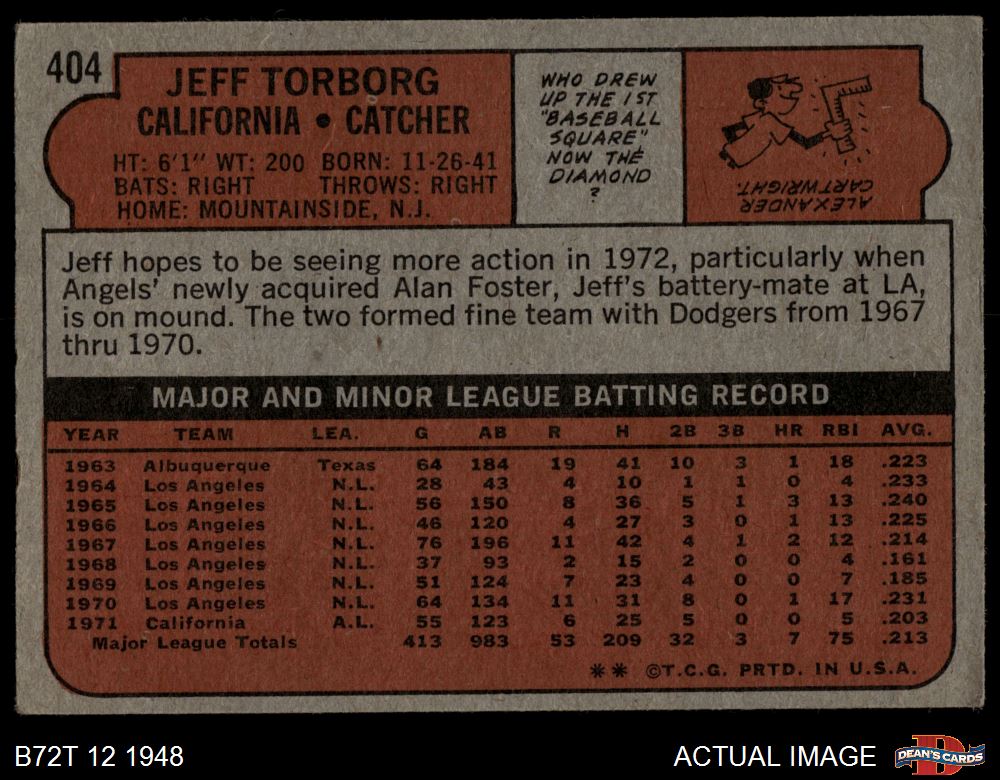 404
JEFF TORBORG
CALIFORNIA • CATCHER
HT: 6'1" WT: 200 BORN: 11-26-41
BATS: RIGHT THROWS: RIGHT
HOME: MOUNTAINSIDE, N.J.
WHO DREW
UP THE 1ST
"BASEBALL
SQUARE"
NOW THE
DIAMOND
?
ALEXANDER
CARTWRIGHT.
Jeff hopes to be seeing more action in 1972, particularly when
Angels' newly acquired Alan Foster, Jeff's battery-mate at LA,
is on mound. The two formed fine team with Dodgers from 1967
thru 1970.
MAJOR AND MINOR LEAGUE BATTING RECORD
YEAR TEAM LEA. G AB R H 2B 3B HR RBI AVG.
1963 Albuquerque Texas 64 184 19 41 10 3 1 18 .223
1964 Los Angeles N.L. 28 43 4 10 1 1 0 4 .233
1965 Los Angeles N.L. 56 150 8 36 5 1 3 13 .240
1966 Los Angeles N.L. 46 120 4 27 3 0 1 13 .225
1967 Los Angeles N.L. 76 196 11 42 4 1 2 12 .214
1968 Los Angeles N.L. 37 93 2 15 2 0 0 4 .161
1969 Los Angeles N.L. 51 124 7 23 4 0 0 7 .185
1970 Los Angeles N.L. 64 134 11 31 8 0 1 17 .231
1971 California A.L. 55 123 6 25 5 0 0 5 .203
Major League Totals 413 983 53 209 32 3 7 75 .213
** ©T.C.G. PRTD. IN U.S.A.
B72T 12 1948
ACTUAL IMAGE
DEAN'S CARDS